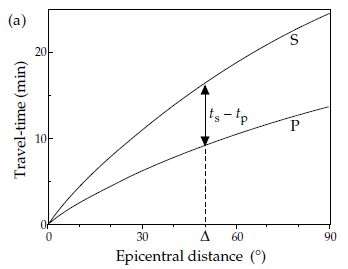 (a)
Travel-time (min)
20
10
0
S
tₛ – tₚ
P
0 30 Δ 60 90
Epicentral distance (°)